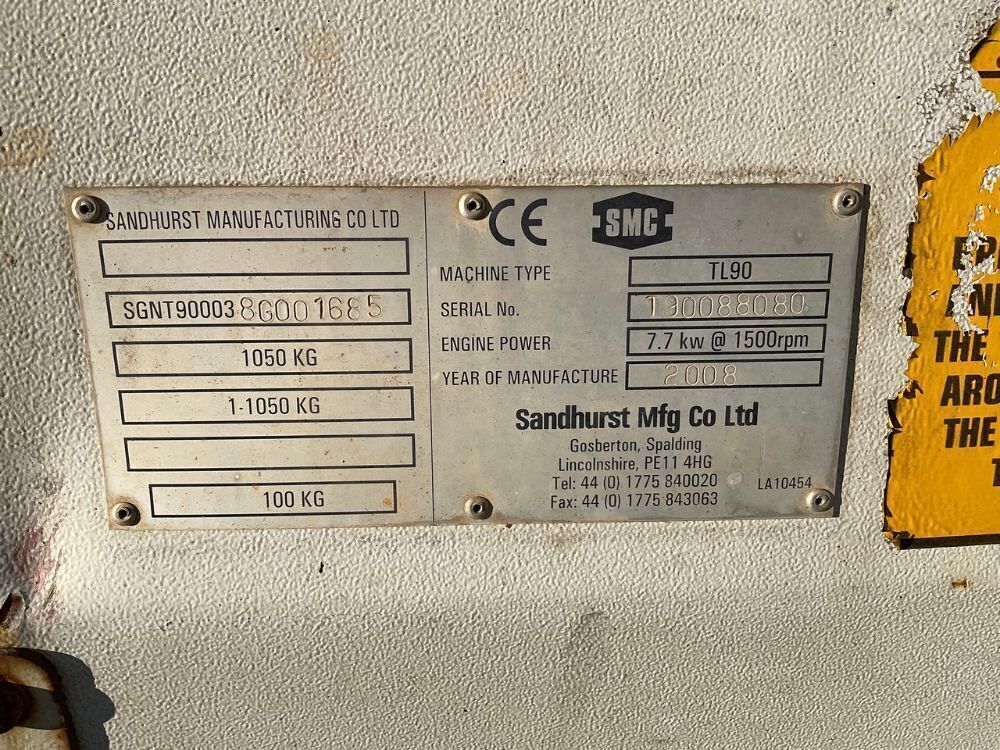 SANDHURST MANUFACTURING CO LTD
SGNT90003 8G001685
1050 KG
1-1050 KG
100 KG
CE
SMC
MACHINE TYPE TL90
SERIAL No. T90088080
ENGINE POWER 7.7 kw @ 1500rpm
YEAR OF MANUFACTURE 2008
Sandhurst Mfg Co Ltd
Gosberton, Spalding
Lincolnshire, PE11 4HG
Tel: 44 (0) 1775 840020
Fax: 44 (0) 1775 843063
LA10454
THE
THE